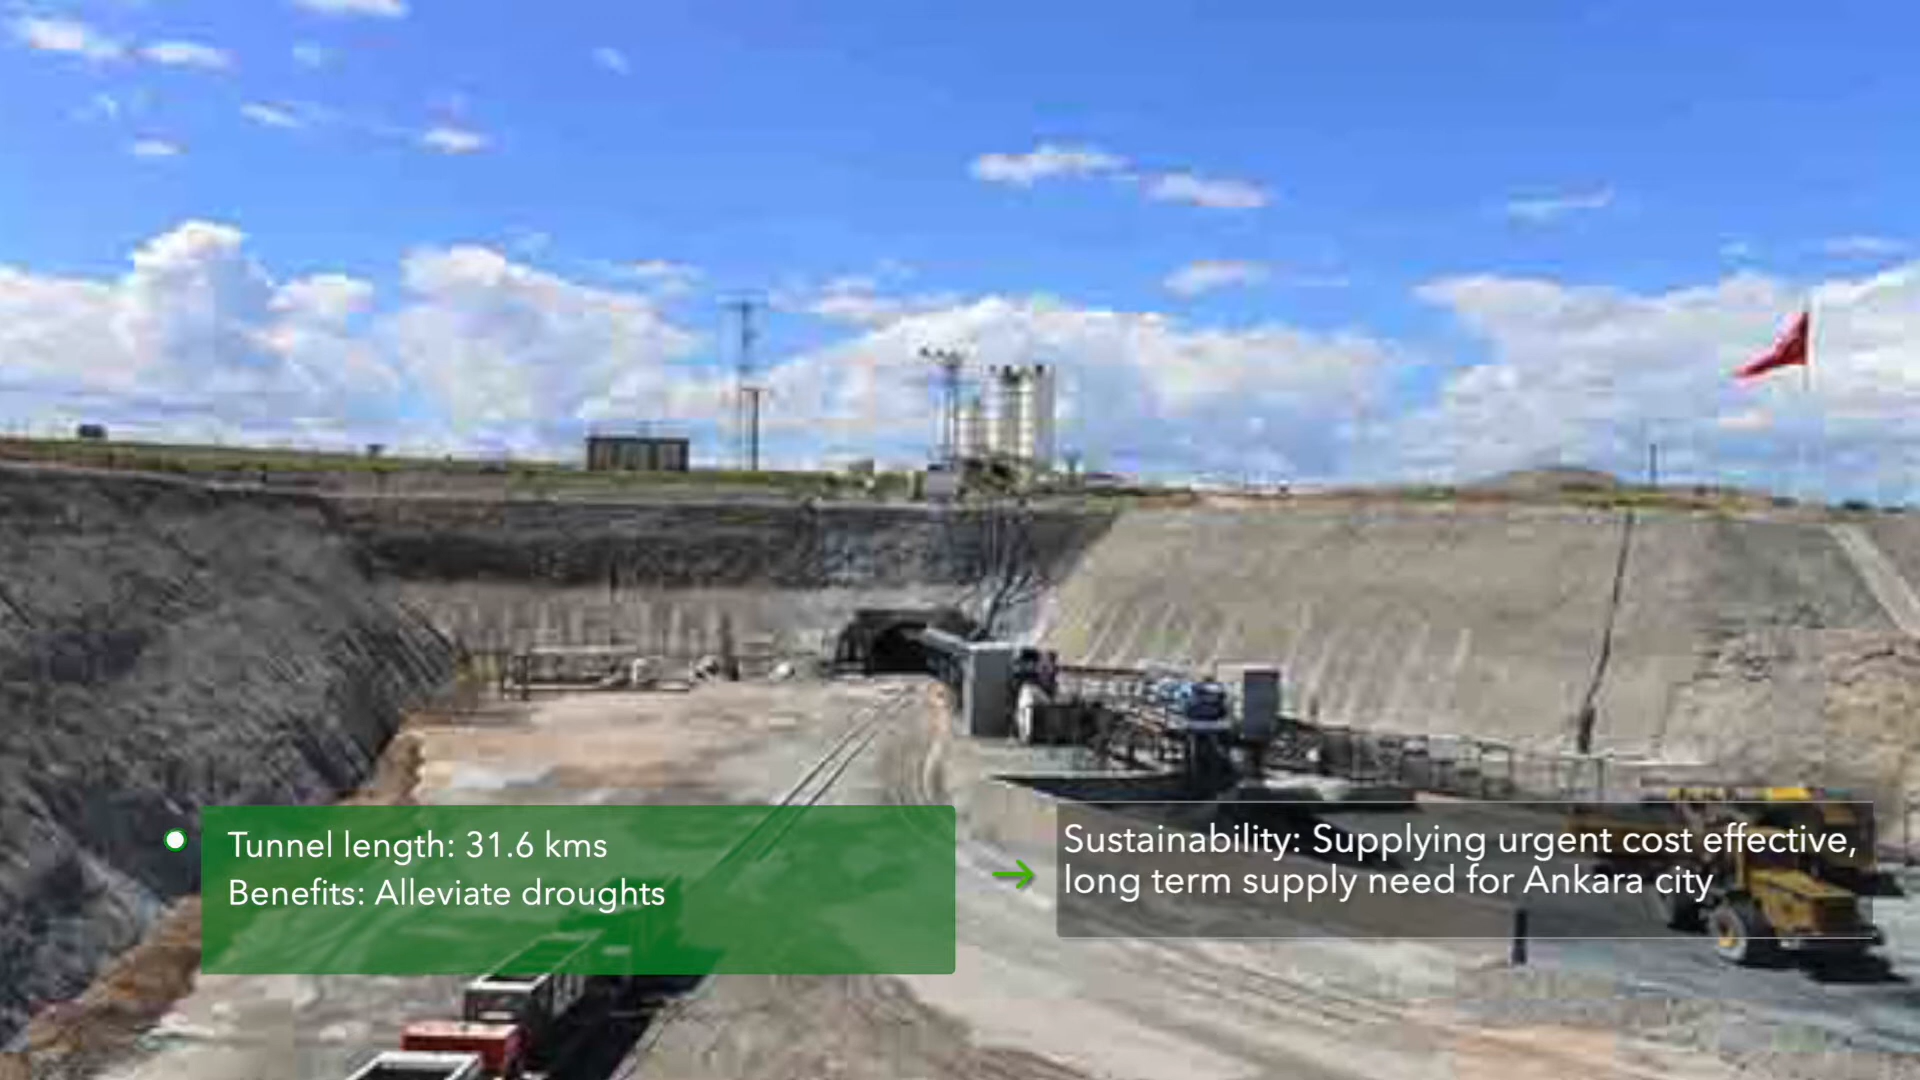 Tunnel length: 31.6 kms
Benefits: Alleviate droughts
Sustainability: Supplying urgent cost effective,
long term supply need for Ankara city